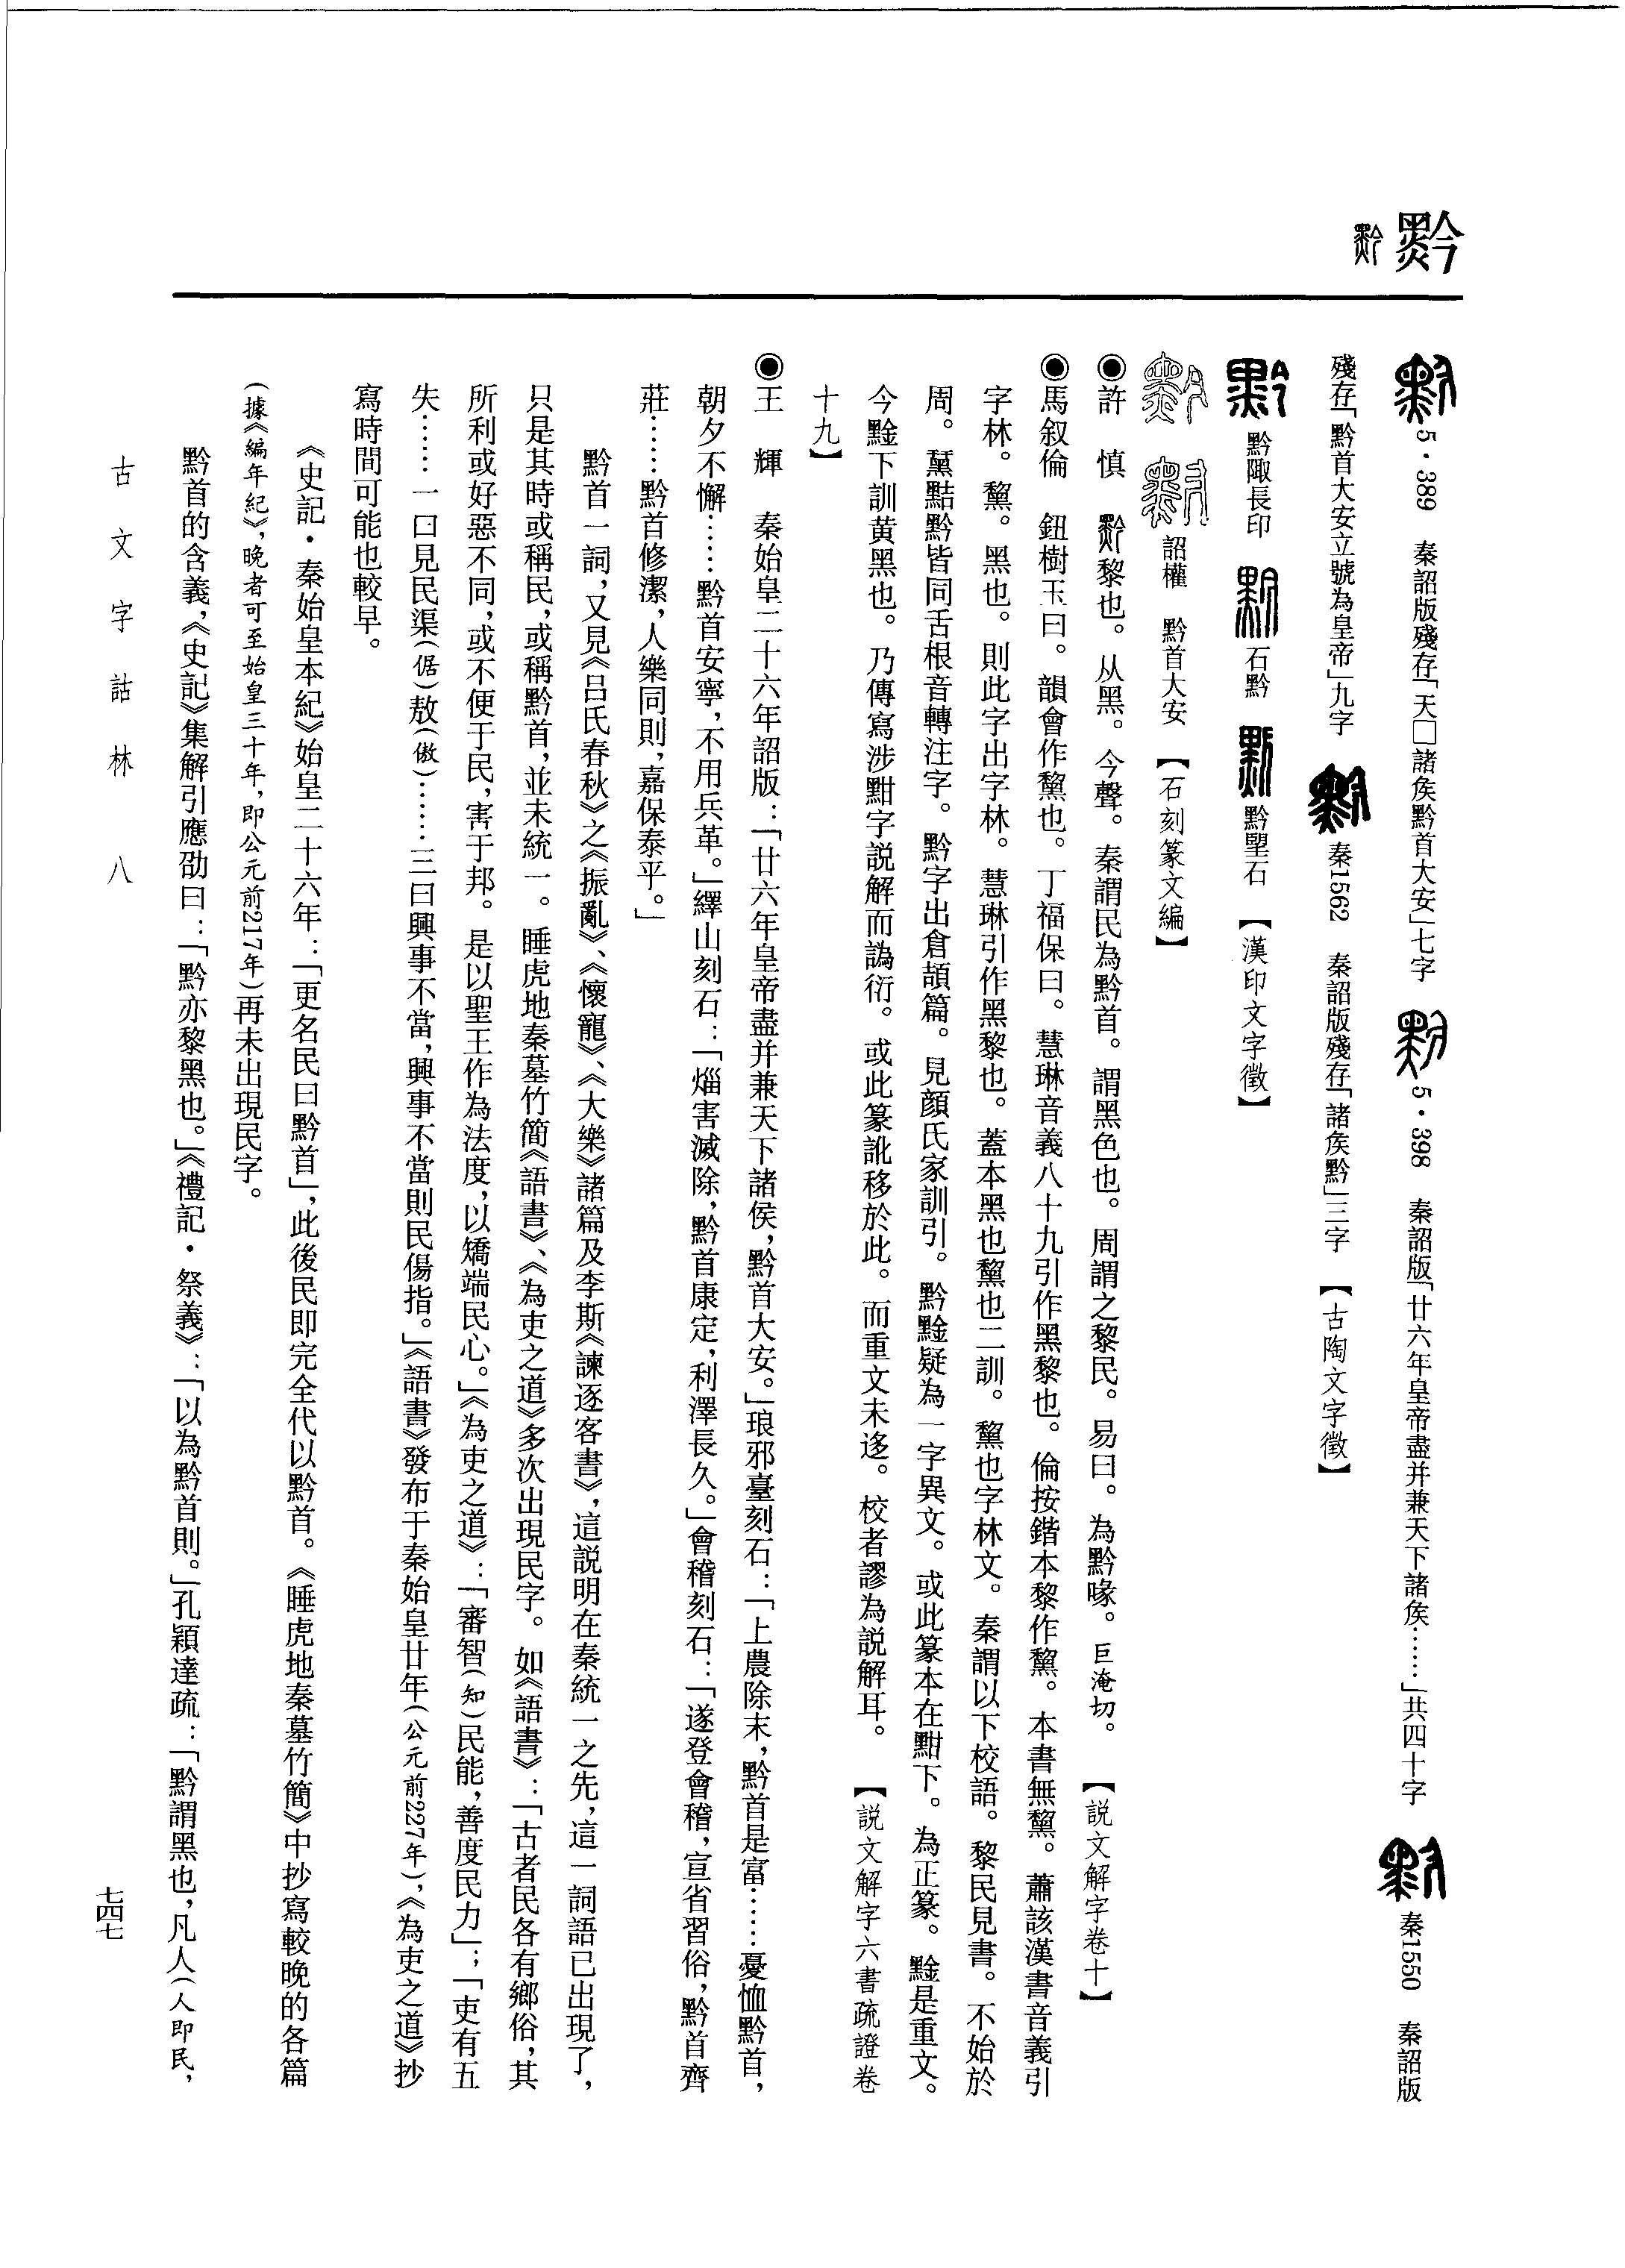 黔
5·389　秦詔版殘存「天□諸矦黔首大安」七字　5·398　秦詔版「廿六年皇帝盡并兼天下諸矦……」共四十字　秦1550　秦詔版
殘存「黔首大安立號為皇帝」九字　秦1562　秦詔版殘存「諸矦黔」三字　【古陶文字徵】
黔陬長印　石黔　黔朢石　【漢印文字徵】
詔權　黔首大安　【石刻篆文編】
◉許　慎　黎也。从黑。今聲。秦謂民為黔首。謂黑色也。周謂之黎民。易曰。為黔喙。巨淹切。　【説文解字卷十】
◉馬叙倫　鈕樹玉曰。韻會作黧也。丁福保曰。慧琳音義八十九引作黑黎也。倫按鍇本黎作黧。本書無黧。蕭該漢書音義引
字林。黧。黑也。則此字出字林。慧琳引作黑黎也。蓋本黑也黧也二訓。黧也字林文。秦謂以下校語。黎民見書。不始於
周。黨黠黔皆同舌根音轉注字。黔字出倉頡篇。見顔氏家訓引。黔黅疑為一字異文。或此篆本在黚下。為正篆。黅是重文。
今黅下訓黄黑也。乃傳寫涉黚字説解而譌衍。或此篆訛移於此。而重文未迻。校者謬為説解耳。　【説文解字六書疏證卷
十九】
◉王　輝　秦始皇二十六年詔版：「廿六年皇帝盡并兼天下諸侯，黔首大安。」琅邪臺刻石：「上農除末，黔首是富……憂恤黔首，
朝夕不懈……黔首安寧，不用兵革。」繹山刻石：「烖害滅除，黔首康定，利澤長久。」會稽刻石：「遂登會稽，宣省習俗，黔首齊
莊……黔首修潔，人樂同則，嘉保泰平。」
黔首一詞，又見《吕氏春秋》之《振亂》、《懷寵》、《大樂》諸篇及李斯《諫逐客書》，這説明在秦統一之先，這一詞語已出現了，
只是其時或稱民，或稱黔首，並未統一。睡虎地秦墓竹簡《語書》、《為吏之道》多次出現民字。如《語書》：「古者民各有鄉俗，其
所利或好惡不同，或不便于民，害于邦。是以聖王作為法度，以矯端民心。」《為吏之道》：「審智（知）民能，善度民力」；「吏有五
失……一曰見民渠（倨）敖（傲）……三曰興事不當，興事不當則民傷指。」《語書》發布于秦始皇廿年（公元前227年），《為吏之道》抄
寫時間可能也較早。
《史記·秦始皇本紀》始皇二十六年：「更名民曰黔首」，此後民即完全代以黔首。《睡虎地秦墓竹簡》中抄寫較晚的各篇
（據《編年紀》，晚者可至始皇三十年，即公元前217年）再未出現民字。
黔首的含義，《史記》集解引應劭曰：「黔亦黎黑也。」《禮記·祭義》：「以為黔首則。」孔穎達疏：「黔謂黑也，凡人（人即民，
古文字詁林　八
七四七